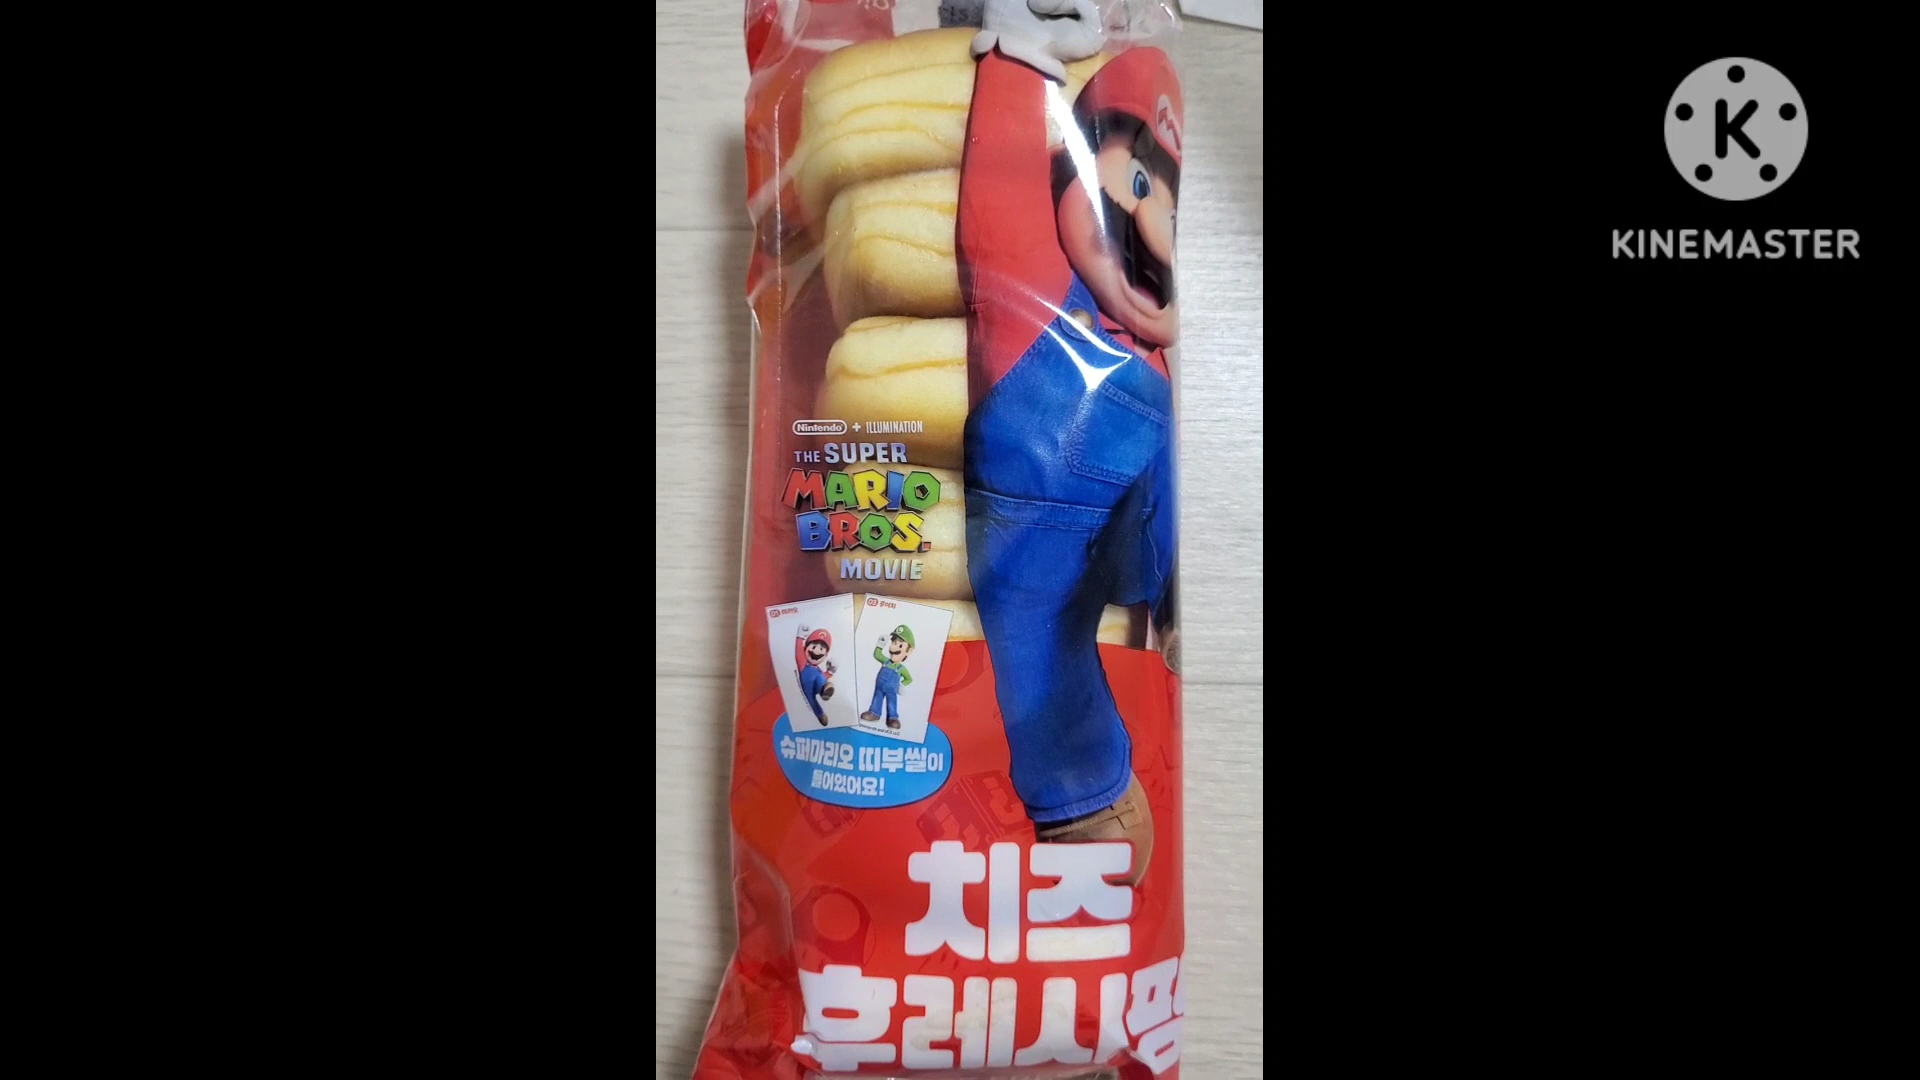 Nintendo + ILLUMINATION
THE SUPER
MARIO
BROS.
MOVIE
슈퍼마리오 띠부씰이
들어있어요!
치즈
후레시팡
K
KINEMASTER